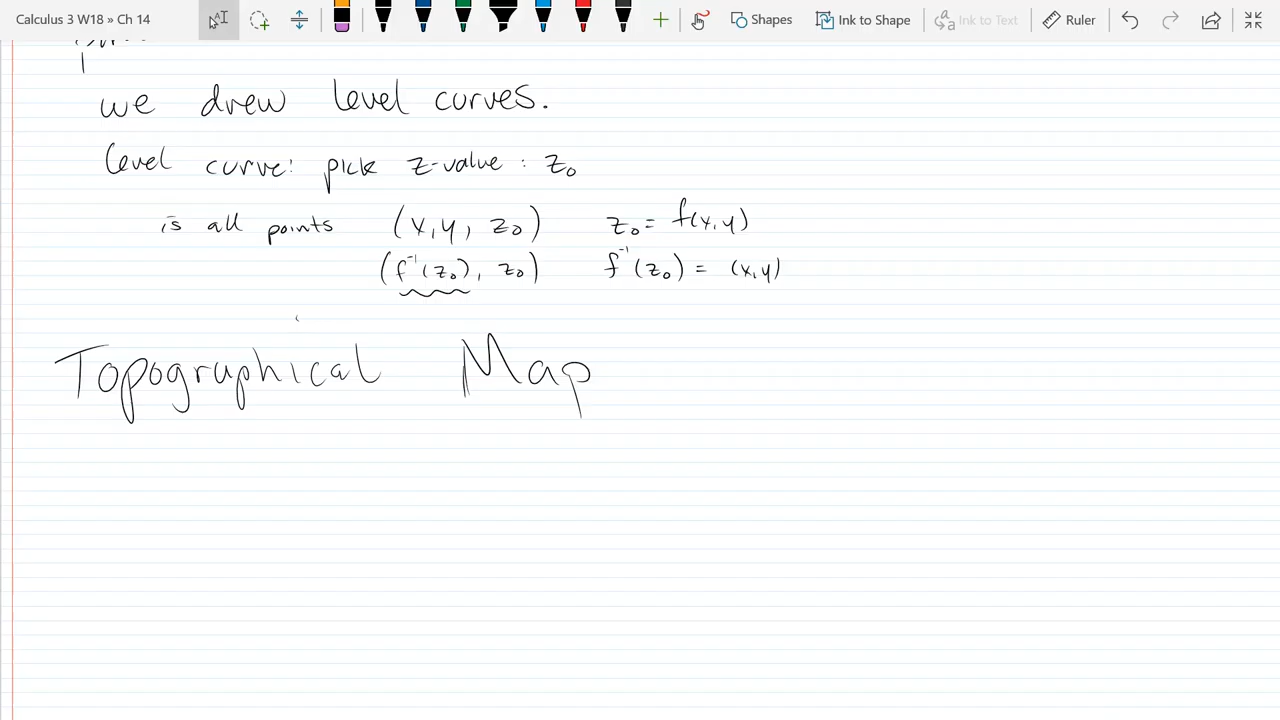 Calculus 3 W18 » Ch 14
Shapes
Ink to Shape
Ink to Text
Ruler
we drew level curves.
level curve: pick z-value : z₀
is all points (x, y, z₀) z₀ = f(x, y)
(f⁻¹(z₀), z₀) f⁻¹(z₀) = (x, y)
Topographical Map